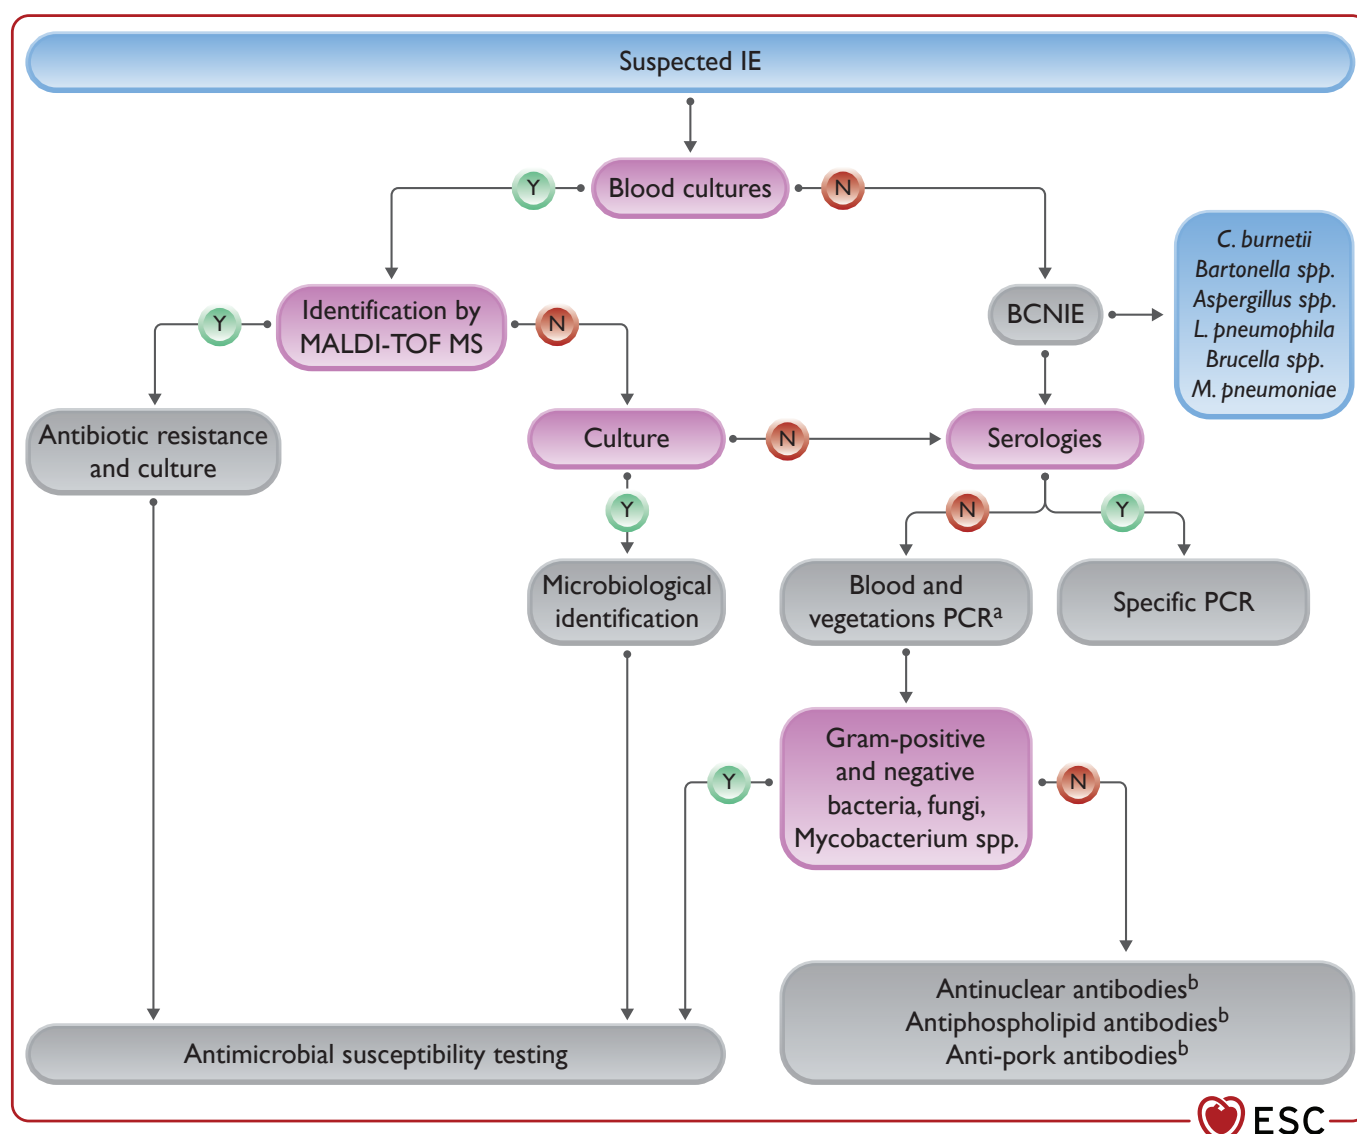 Suspected IE
Blood cultures
Y
N
C. burnetii
Bartonella spp.
Aspergillus spp.
L. pneumophila
Brucella spp.
M. pneumoniae
Identification by
MALDI-TOF MS
BCNIE
Y
N
Antibiotic resistance
and culture
Culture
N
Serologies
Y
N
Y
Microbiological
identification
Blood and
vegetations PCRᵃ
Specific PCR
Gram-positive
and negative
bacteria, fungi,
Mycobacterium spp.
Y
N
Antinuclear antibodiesᵇ
Antiphospholipid antibodiesᵇ
Anti-pork antibodiesᵇ
Antimicrobial susceptibility testing
ESC